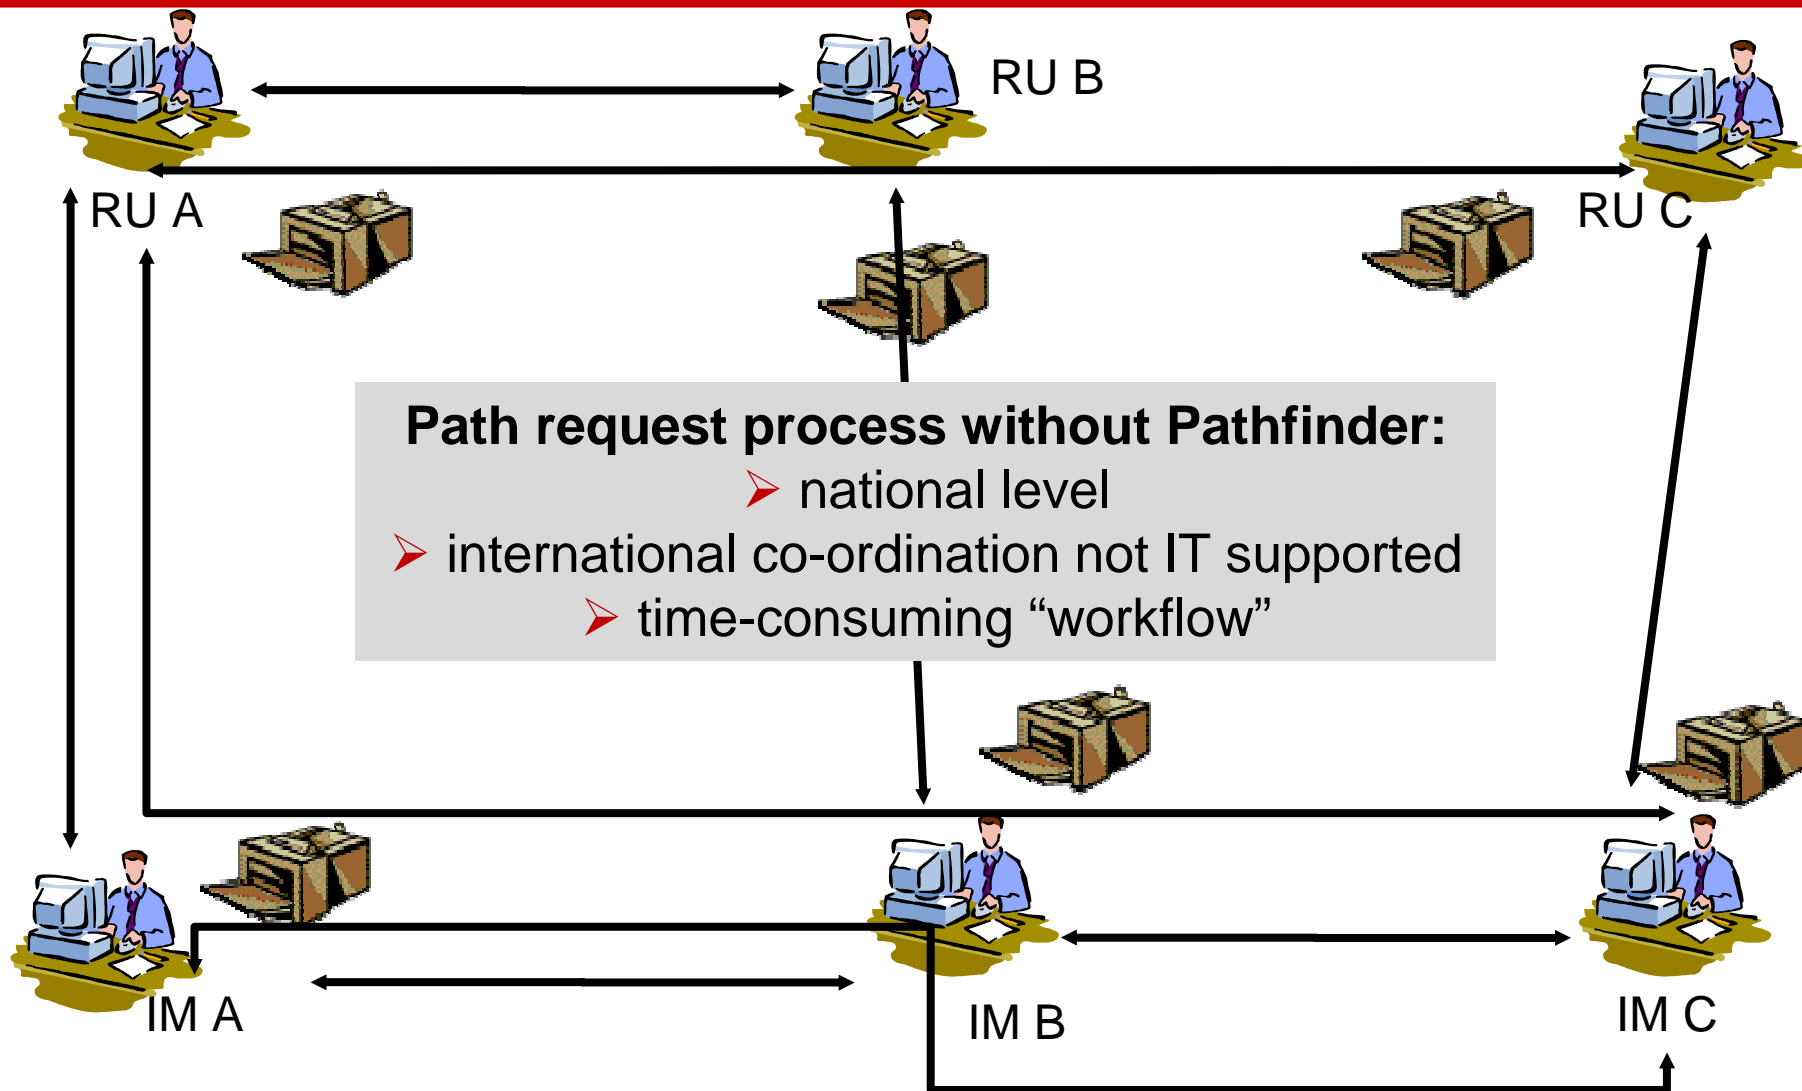 RU B
RU A
RU C
Path request process without Pathfinder:
➢ national level
➢ international co-ordination not IT supported
➢ time-consuming “workflow”
IM A
IM B
IM C